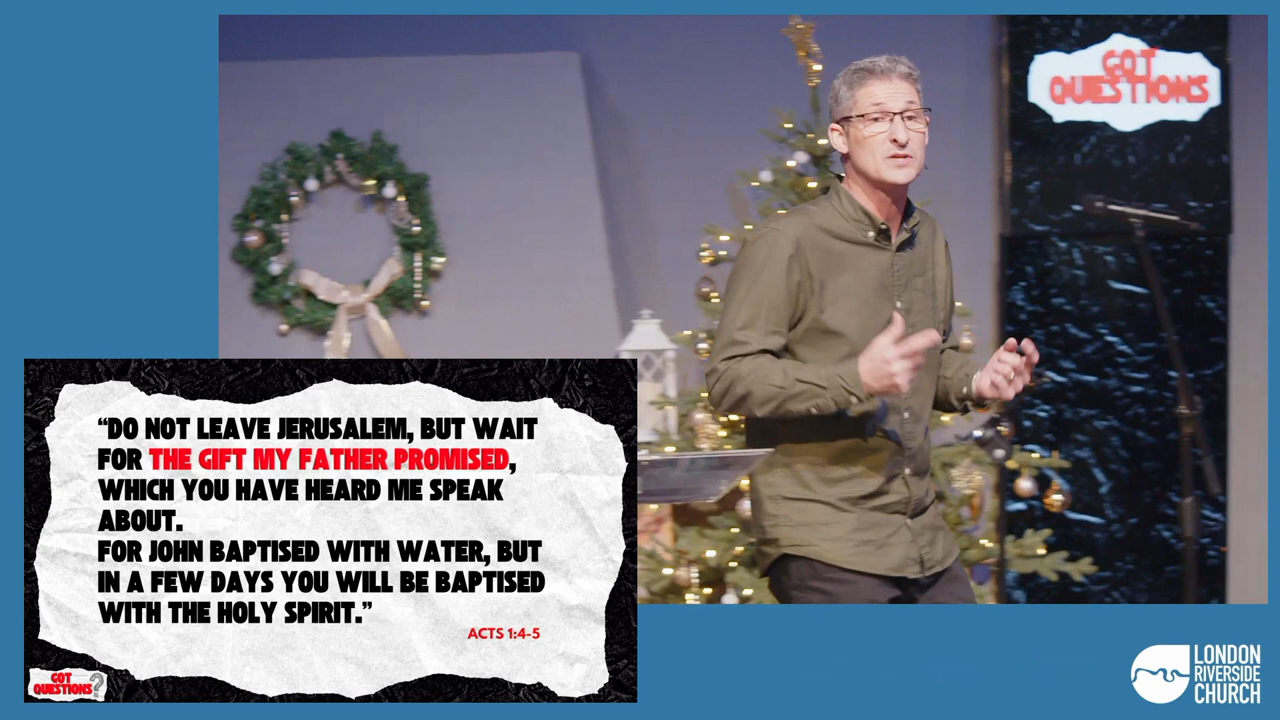 GOT
QUESTIONS
“DO NOT LEAVE JERUSALEM, BUT WAIT
FOR THE GIFT MY FATHER PROMISED,
WHICH YOU HAVE HEARD ME SPEAK
ABOUT.
FOR JOHN BAPTISED WITH WATER, BUT
IN A FEW DAYS YOU WILL BE BAPTISED
WITH THE HOLY SPIRIT.”
ACTS 1:4-5
GOT
QUESTIONS?
LONDON
RIVERSIDE
CHURCH